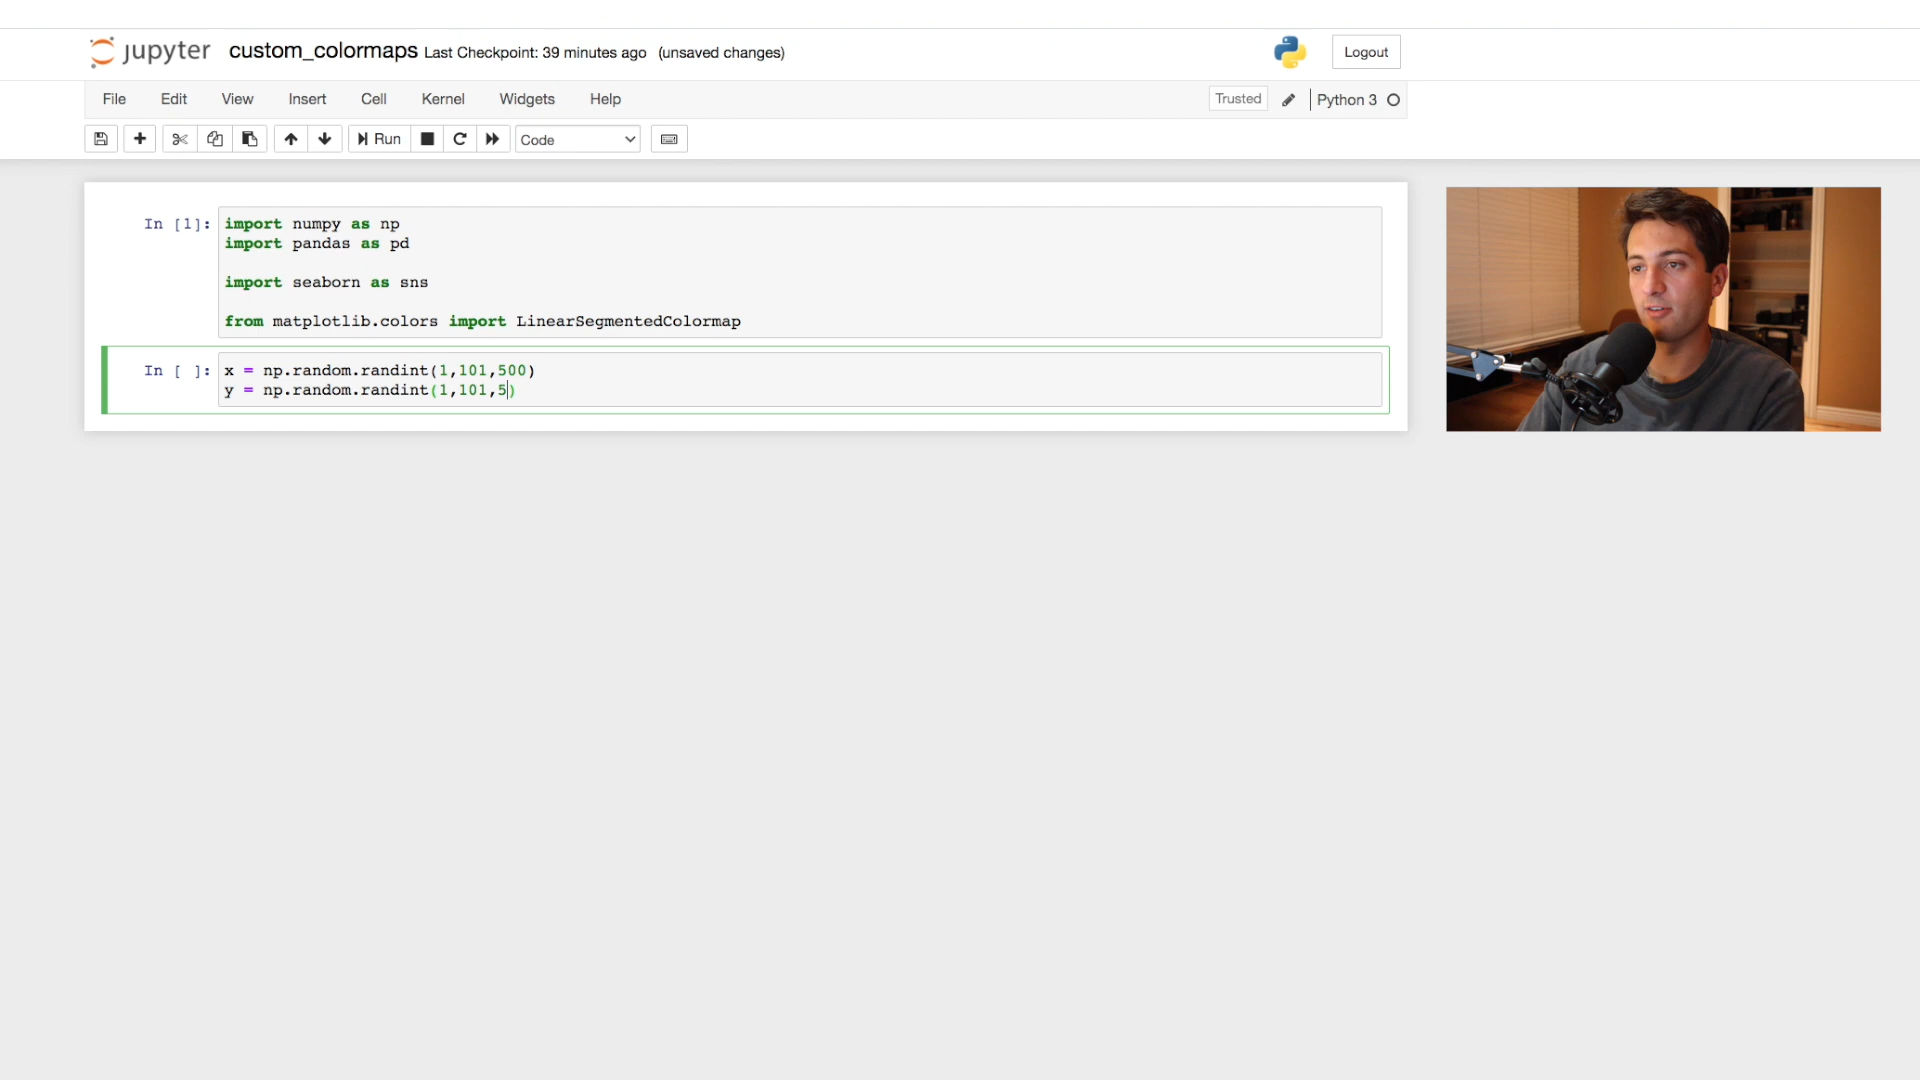 jupyter custom_colormaps Last Checkpoint: 39 minutes ago (unsaved changes) Logout
File Edit View Insert Cell Kernel Widgets Help Trusted Python 3
Run Code
In [1]: import numpy as np
import pandas as pd
import seaborn as sns
from matplotlib.colors import LinearSegmentedColormap
In [ ]: x = np.random.randint(1,101,500)
y = np.random.randint(1,101,5)